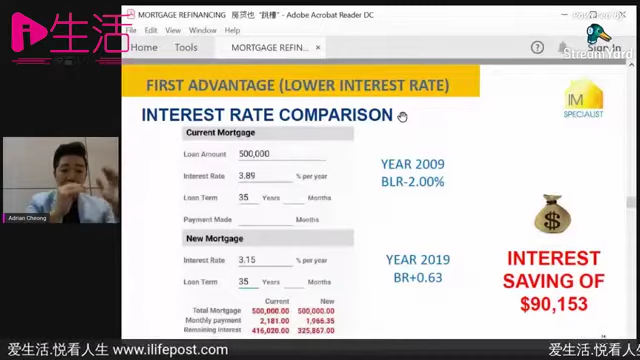 MORTGAGE REFINANCING 房贷也 "跳槽" - Adobe Acrobat Reader DC
File Edit View Window Help
Home Tools MORTGAGE REFIN... ×
Sign In
StreamYard
生活
FIRST ADVANTAGE (LOWER INTEREST RATE)
INTEREST RATE COMPARISON
IM
SPECIALIST
Current Mortgage
Loan Amount 500,000
Interest Rate 3.89 % per year
Loan Term 35 Years Months
Payment Made Months
YEAR 2009
BLR-2.00%
New Mortgage
Interest Rate 3.15 % per year
Loan Term 35 Years Months
YEAR 2019
BR+0.63
Current New
Total Mortgage 500,000.00 500,000.00
Monthly payment 2,181.00 1,966.35
Remaining Interest 416,020.00 325,867.00
$
INTEREST
SAVING OF
$90,153
Adrian Cheong
爱生活.悦看人生 www.ilifepost.com
爱生活.悦看人生